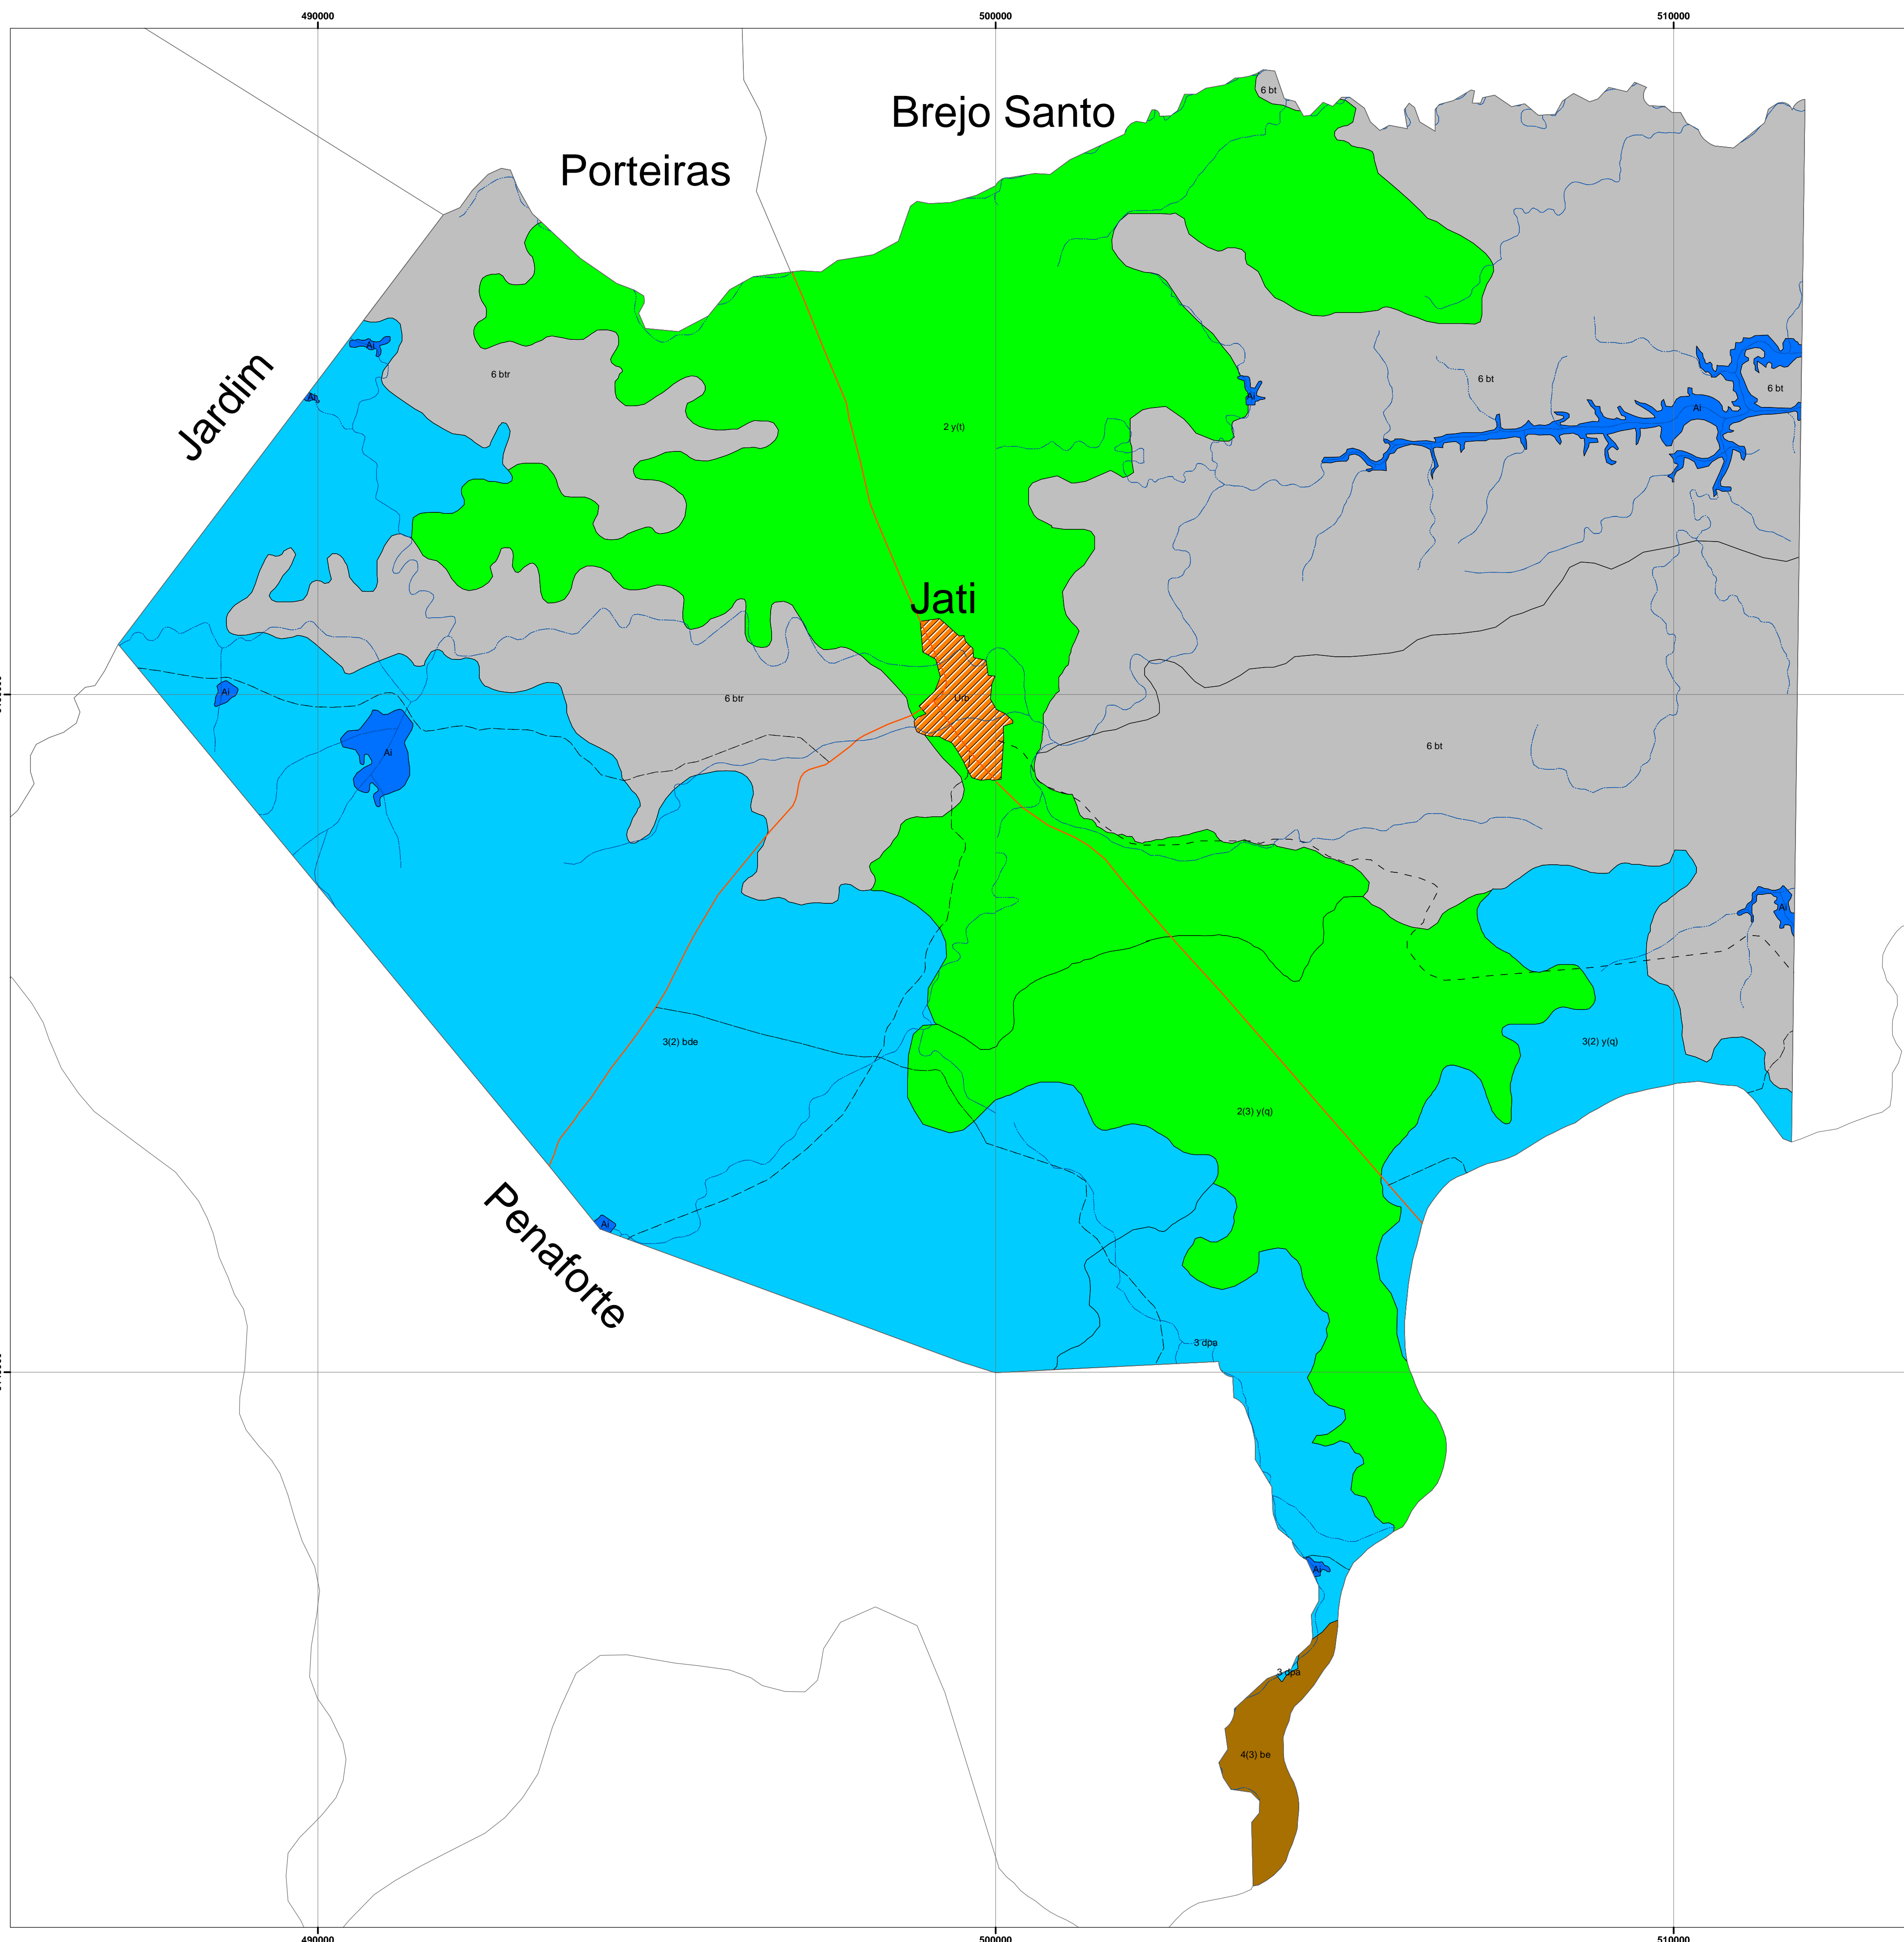 490000
500000
510000
Brejo Santo
6 bt
Porteiras
Ai
6 btr
6 bt
6 bt
Jardim
Ai
Ai
Ai
2 y(t)
Jati
Ai
6 btr
Urb
Ai
6 bt
Ai
3(2) bde
3(2) y(q)
2(3) y(q)
Ai
Penaforte
3 dpa
Ai
3 dpa
4(3) be
490000
500000
510000